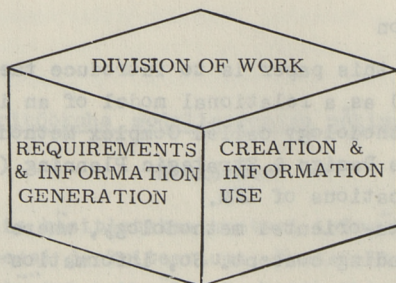 DIVISION OF WORK
REQUIREMENTS
& INFORMATION
GENERATION
CREATION &
INFORMATION
USE